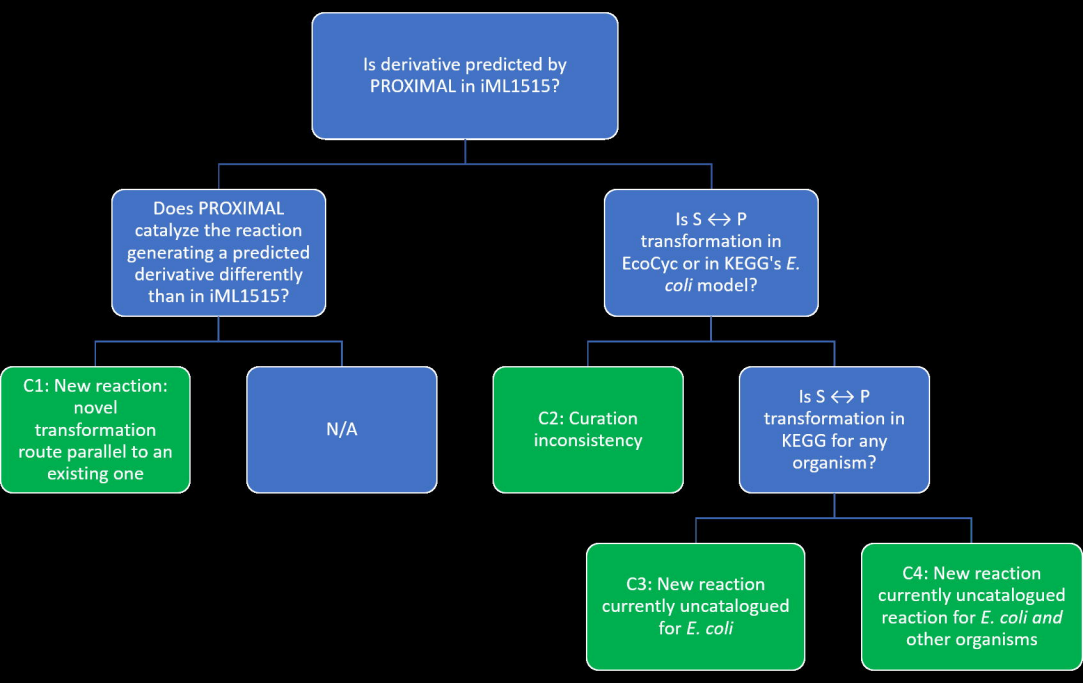 Is derivative predicted by
PROXIMAL in iML1515?
Does PROXIMAL
catalyze the reaction
generating a predicted
derivative differently
than in iML1515?
Is S ↔ P
transformation in
EcoCyc or in KEGG's E.
coli model?
C1: New reaction:
novel
transformation
route parallel to an
existing one
N/A
C2: Curation
inconsistency
Is S ↔ P
transformation in
KEGG for any
organism?
C3: New reaction
currently uncatalogued
for E. coli
C4: New reaction
currently uncatalogued
reaction for E. coli and
other organisms